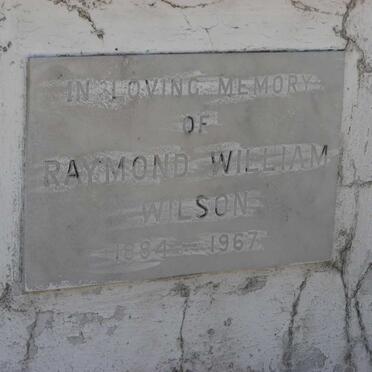 IN LOVING MEMORY
OF
RAYMOND WILLIAM
WILSON
1894 – 1967